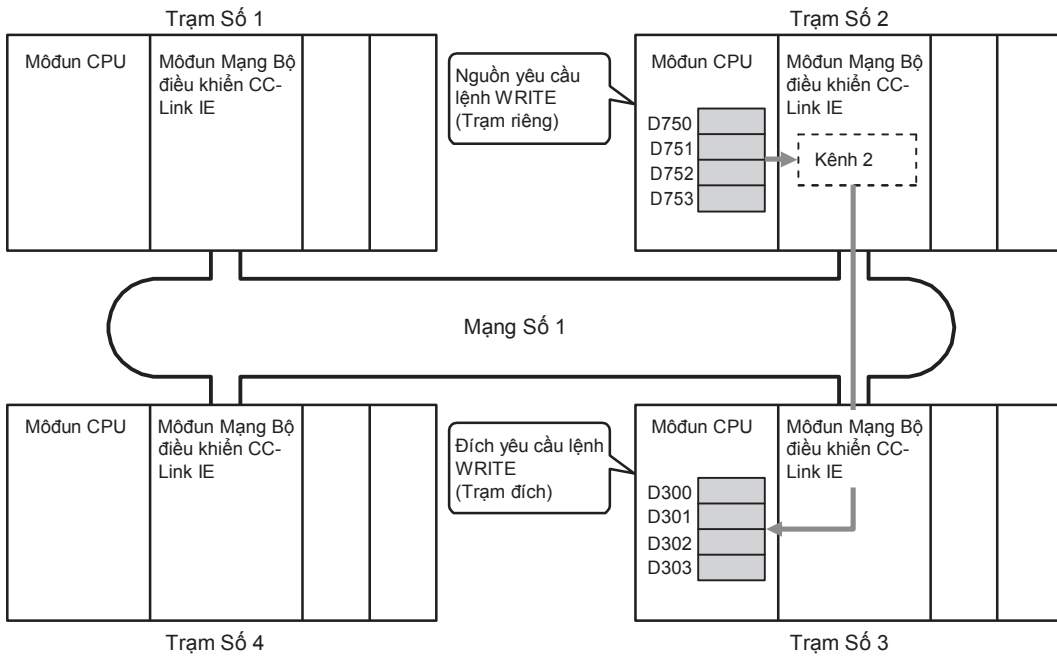 Trạm Số 1
Môđun CPU
Môđun Mạng Bộ
điều khiển CC-
Link IE
Trạm Số 2
Nguồn yêu cầu
lệnh WRITE
(Trạm riêng)
Môđun CPU
D750
D751
D752
D753
Môđun Mạng Bộ
điều khiển CC-
Link IE
Kênh 2
Mạng Số 1
Môđun CPU
Môđun Mạng Bộ
điều khiển CC-
Link IE
Trạm Số 4
Đích yêu cầu lệnh
WRITE
(Trạm đích)
Môđun CPU
D300
D301
D302
D303
Môđun Mạng Bộ
điều khiển CC-
Link IE
Trạm Số 3